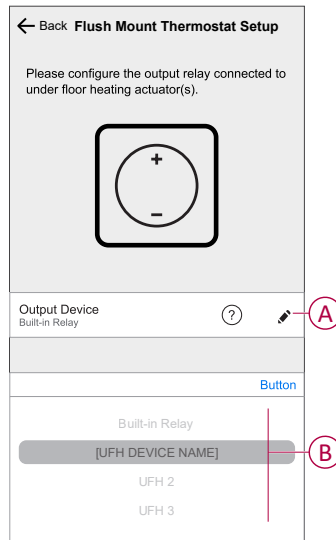 Back Flush Mount Thermostat Setup
Please configure the output relay connected to
under floor heating actuator(s).
+
–
Output Device
Built-in Relay
?
A
Button
Built-in Relay
[UFH DEVICE NAME]
B
UFH 2
UFH 3